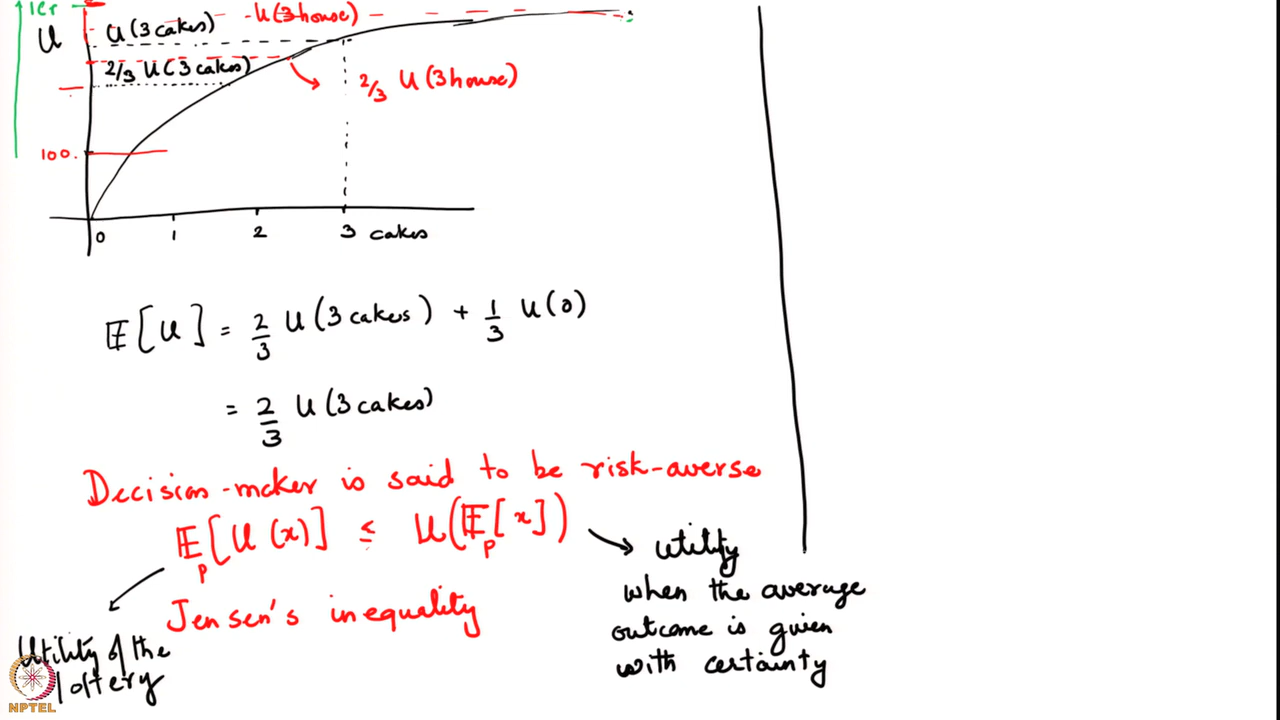 1cr
U(3 house)
U
U(3 cakes)
2/3 U(3 cakes)
2/3 U(3 house)
100.
0 1 2 3 cakes
𝔼[U] = 2/3 U(3 cakes) + 1/3 U(0)
= 2/3 U(3 cakes)
Decision-maker is said to be risk-averse
𝔼_p[U(x)] ≤ U(𝔼_p[x])
Jensen's inequality
utility
when the average
outcome is given
with certainty
Utility of the
lottery
NPTEL